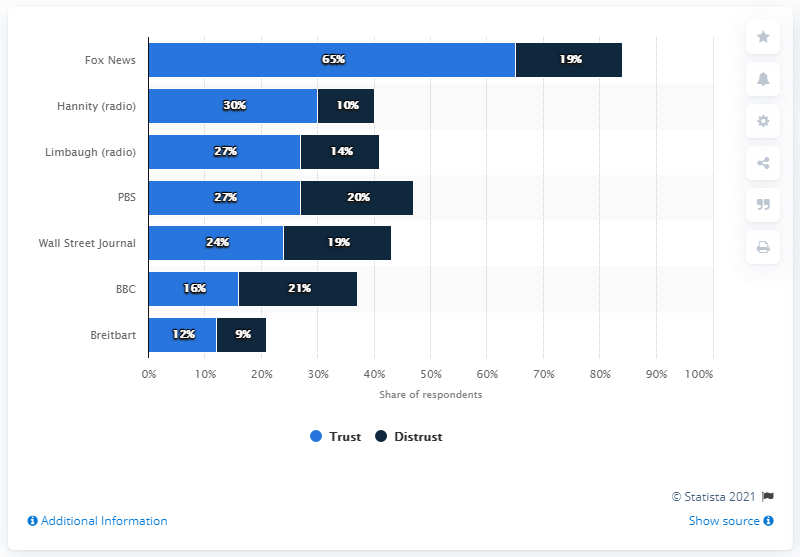 Fox News 65% 19%
Hannity (radio) 30% 10%
Limbaugh (radio) 27% 14%
PBS 27% 20%
Wall Street Journal 24% 19%
BBC 16% 21%
Breitbart 12% 9%
0% 10% 20% 30% 40% 50% 60% 70% 80% 90% 100%
Share of respondents
Trust Distrust
© Statista 2021
Additional Information Show source